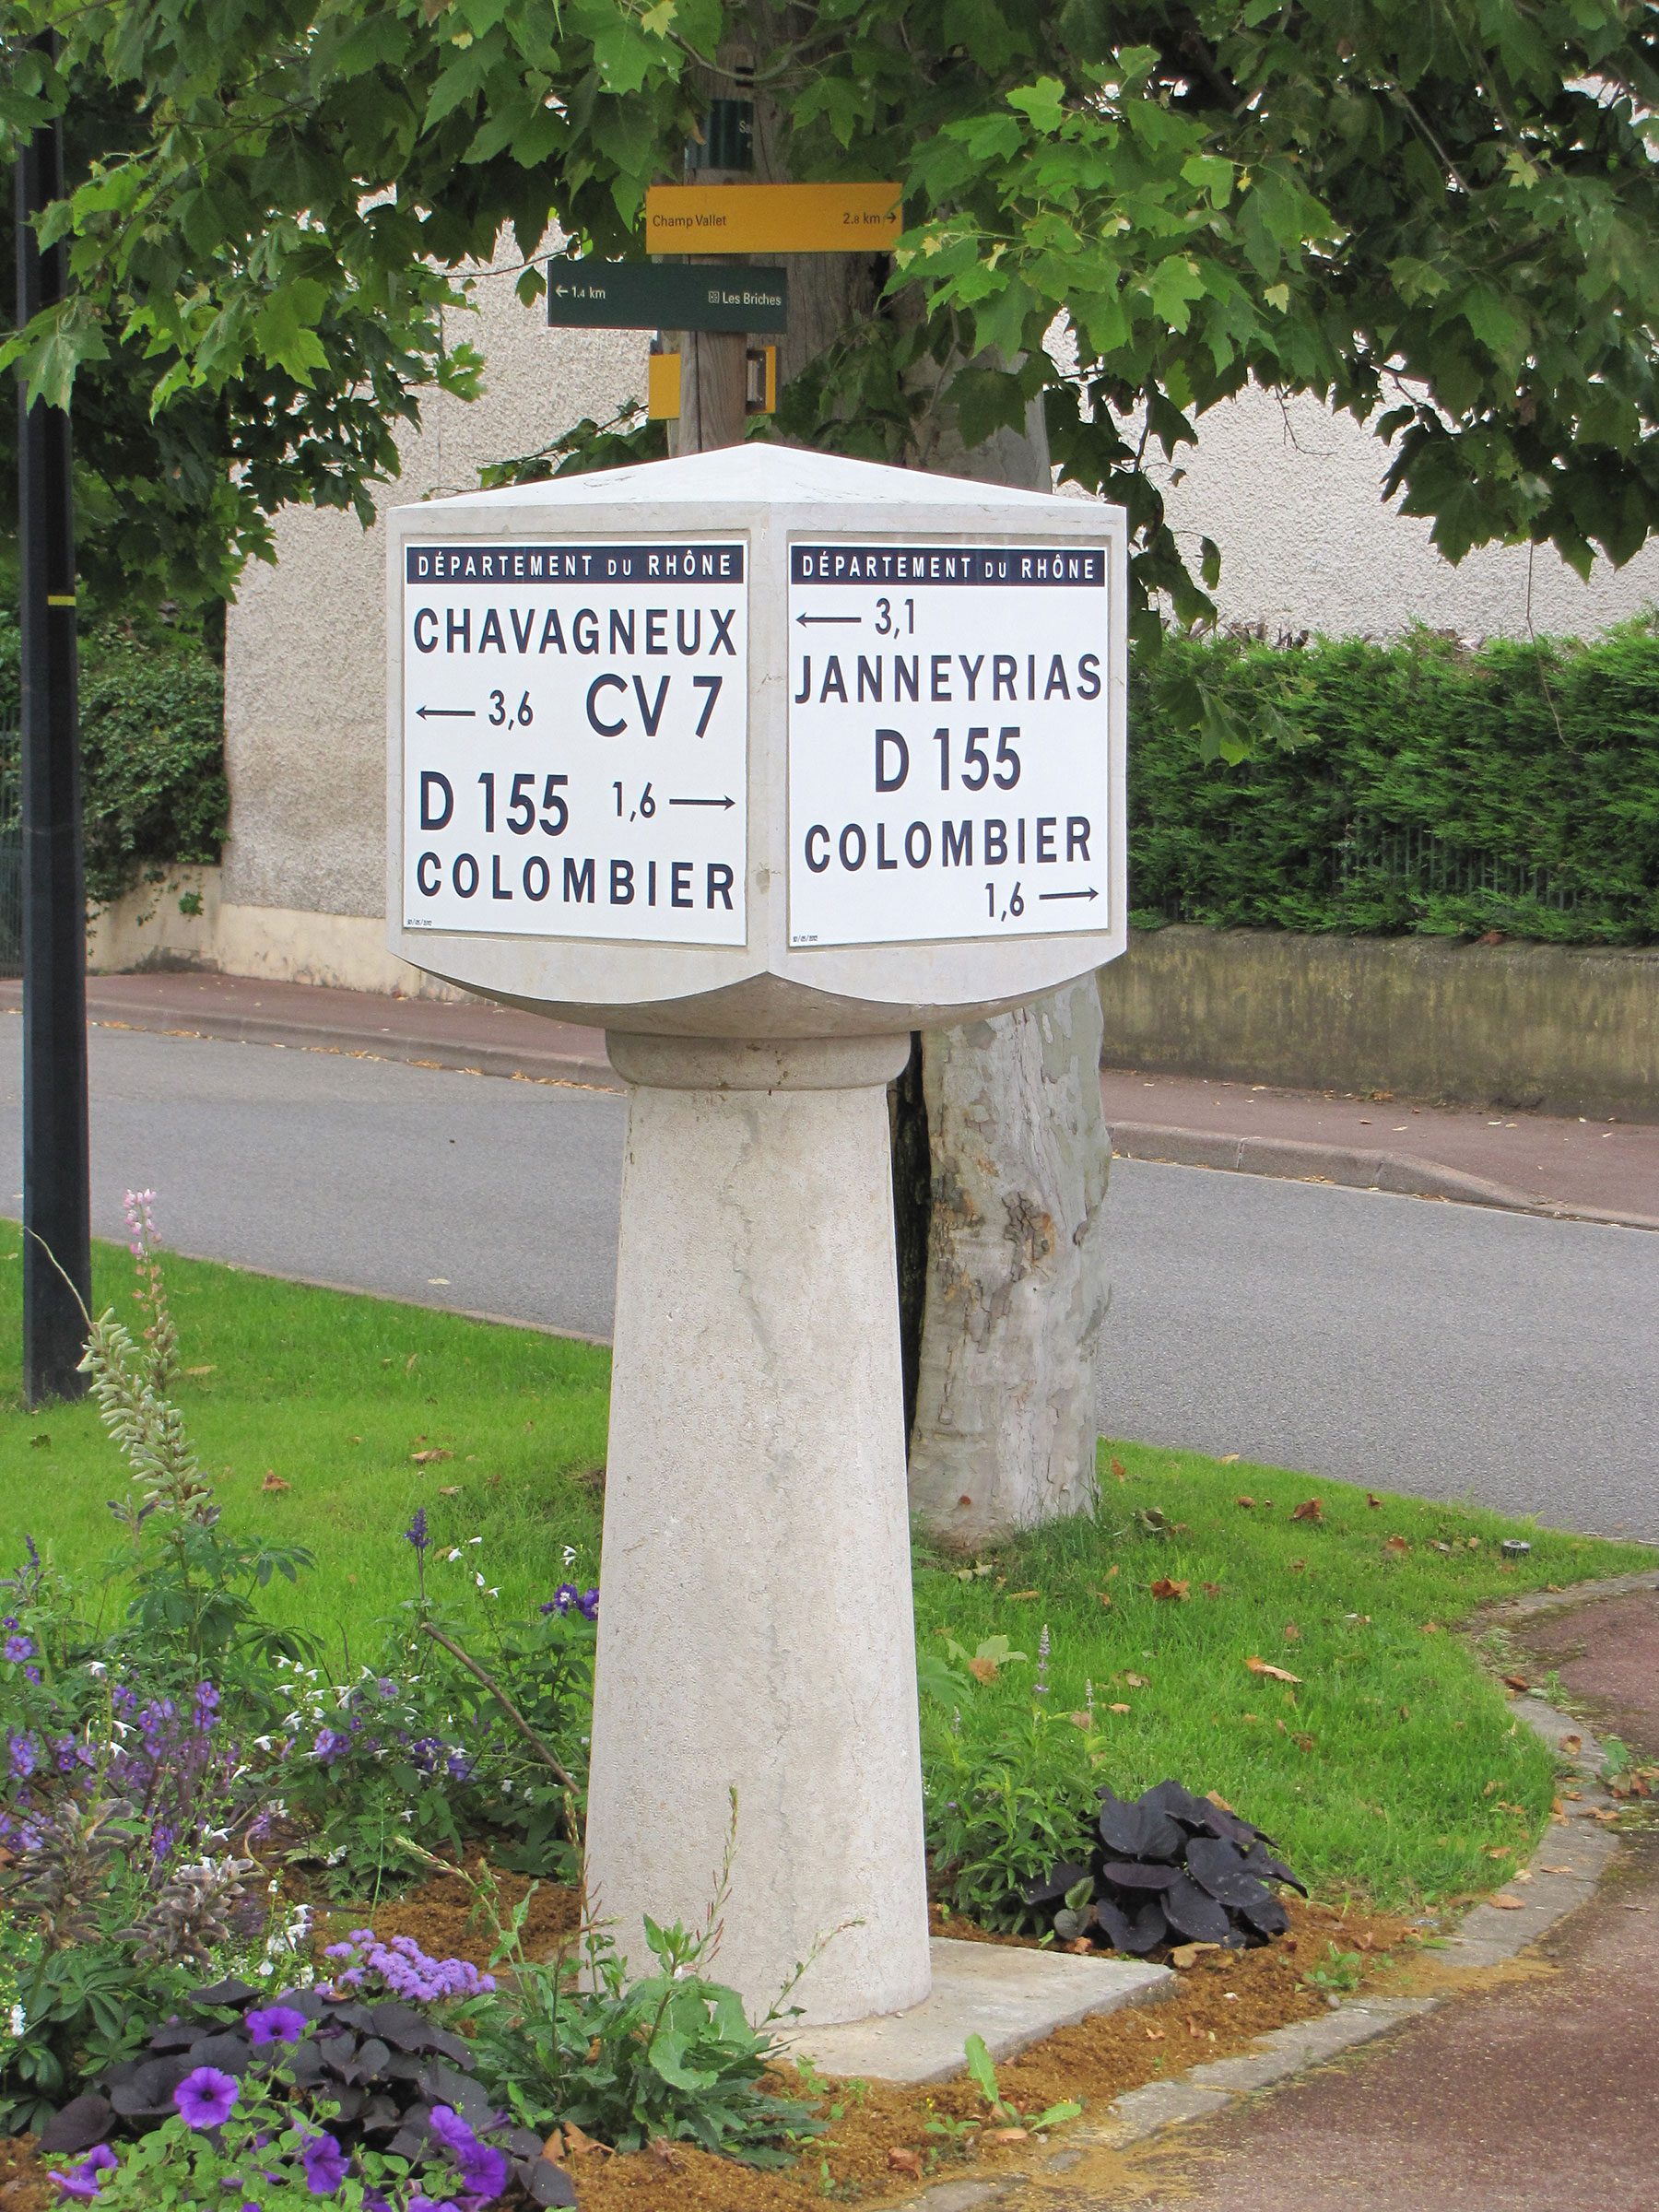 Champ Vallet 2.8 km →
← 1.4 km Les Briches
DÉPARTEMENT DU RHÔNE
CHAVAGNEUX
← 3,6 CV 7
D 155 1,6 →
COLOMBIER
DÉPARTEMENT DU RHÔNE
← 3,1
JANNEYRIAS
D 155
COLOMBIER
1,6 →